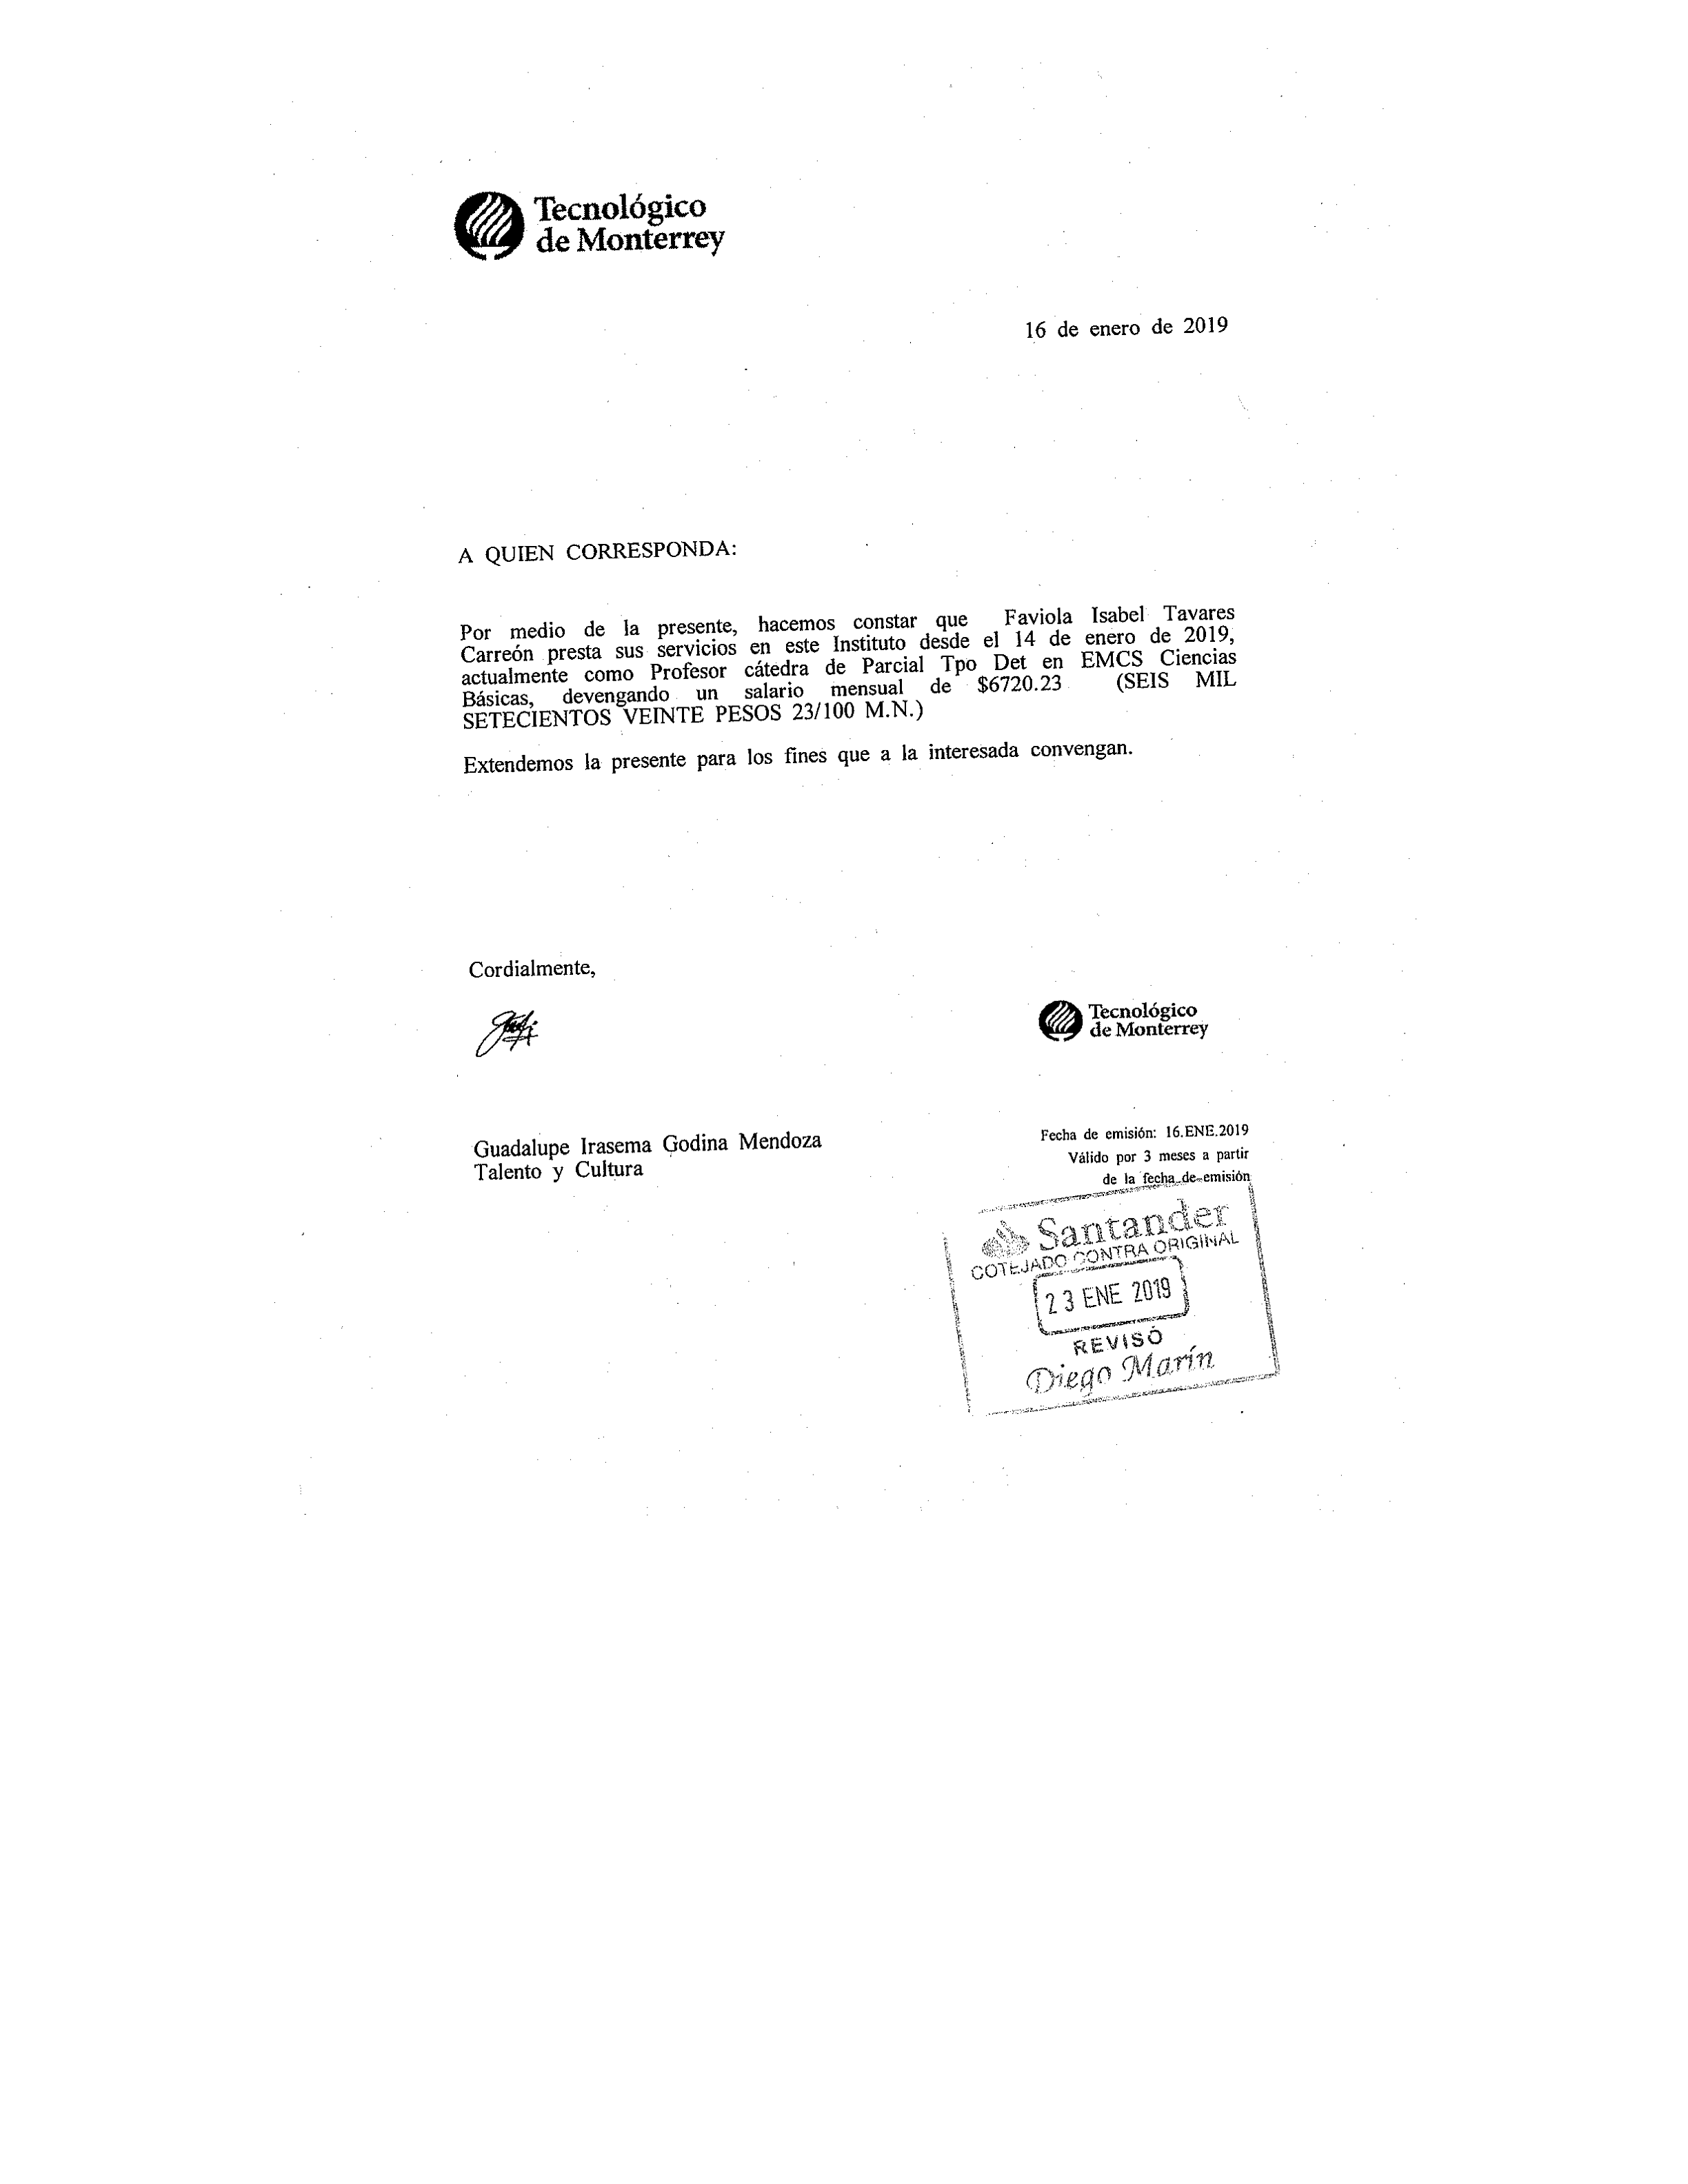 Tecnológico
de Monterrey
16 de enero de 2019
A QUIEN CORRESPONDA:
Por medio de la presente, hacemos constar que Faviola Isabel Tavares
Carreón presta sus servicios en este Instituto desde el 14 de enero de 2019,
actualmente como Profesor cátedra de Parcial Tpo Det en EMCS Ciencias
Básicas, devengando un salario mensual de $6720.23 (SEIS MIL
SETECIENTOS VEINTE PESOS 23/100 M.N.)
Extendemos la presente para los fines que a la interesada convengan.
Cordialmente,
Tecnológico
de Monterrey
Guadalupe Irasema Godina Mendoza
Talento y Cultura
Fecha de emisión: 16.ENE.2019
Válido por 3 meses a partir
de la fecha de emisión
Santander
COTEJADO CONTRA ORIGINAL
23 ENE 2019
REVISÓ
Diego Marín